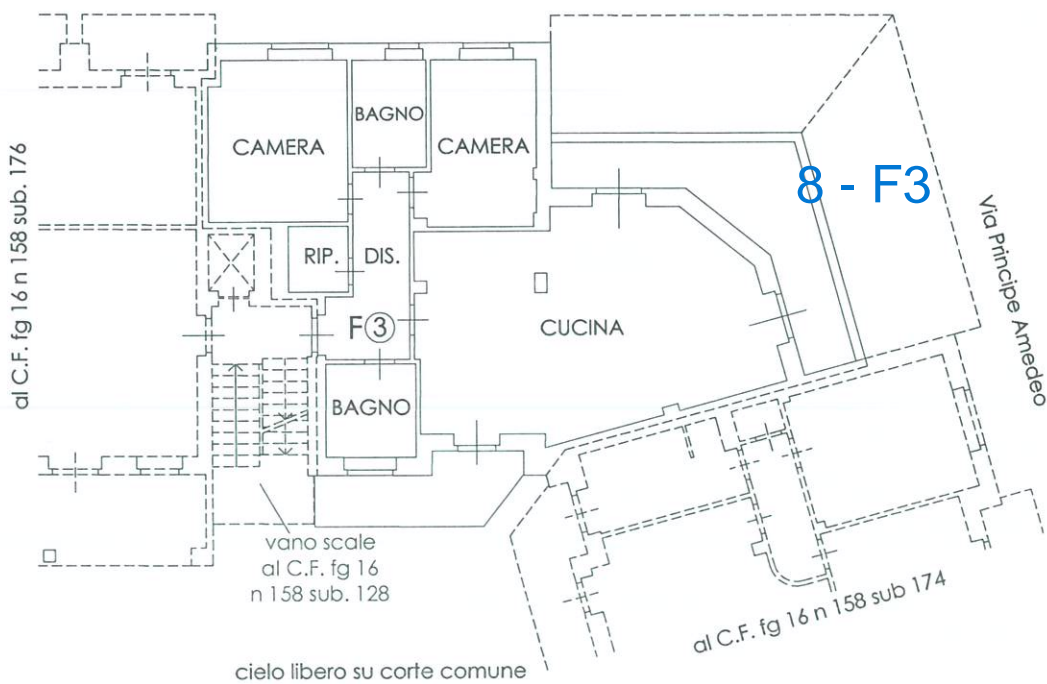 BAGNO
CAMERA
CAMERA
8 - F3
al C.F. fg 16 n 158 sub. 176
Via Principe Amedeo
RIP.
DIS.
F③
CUCINA
BAGNO
vano scale
al C.F. fg 16
n 158 sub. 128
al C.F. fg 16 n 158 sub 174
cielo libero su corte comune